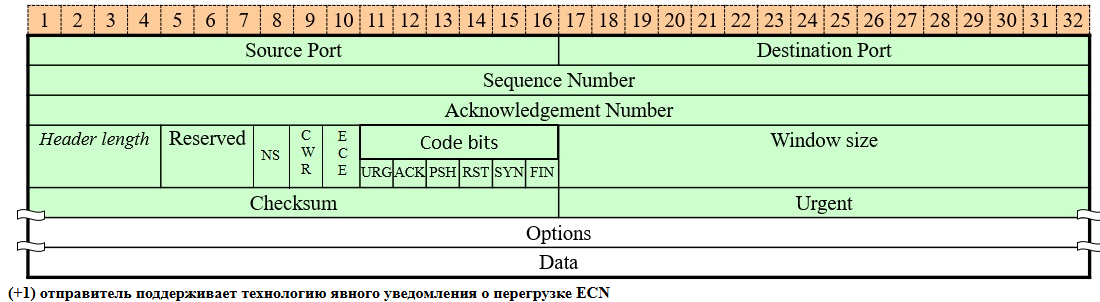 1 2 3 4 5 6 7 8 9 10 11 12 13 14 15 16 17 18 19 20 21 22 23 24 25 26 27 28 29 30 31 32
Source Port Destination Port
Sequence Number
Acknowledgement Number
Header length Reserved NS CWR ECE Code bits Window size
URG ACK PSH RST SYN FIN
Checksum Urgent
Options
Data
(+1) отправитель поддерживает технологию явного уведомления о перегрузке ECN